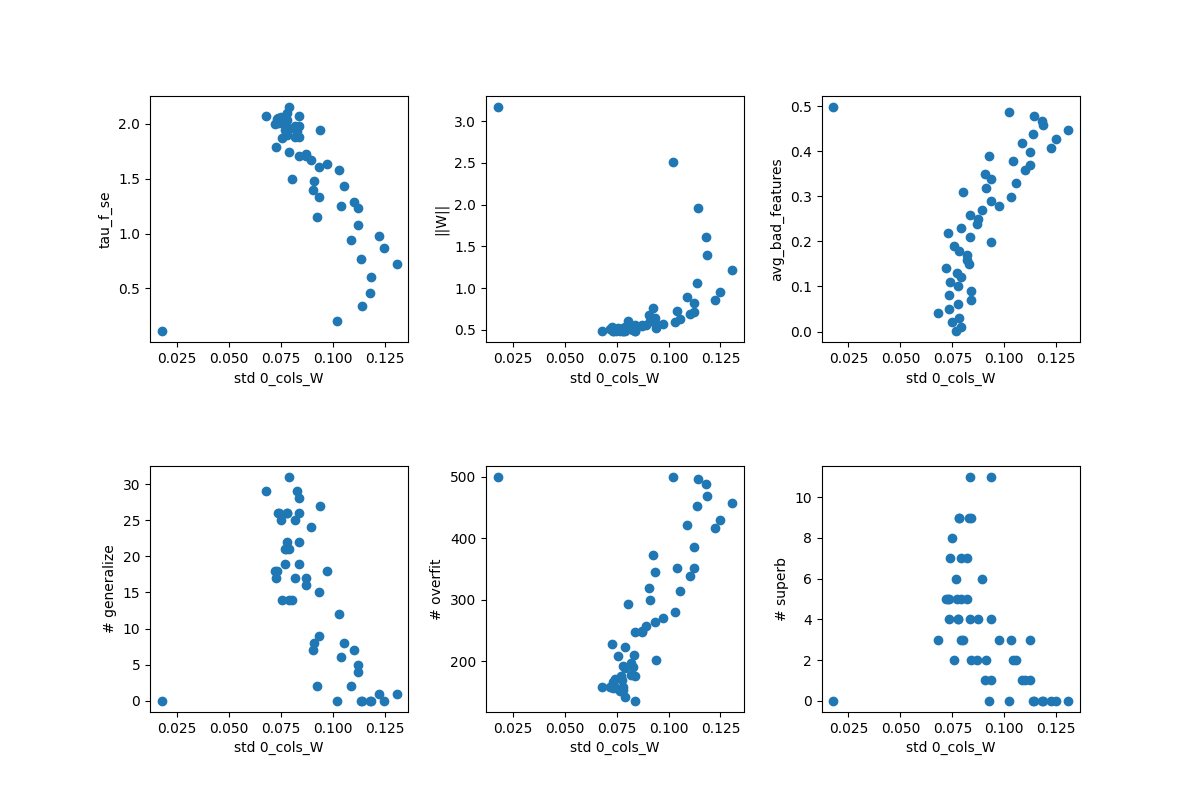 tau_f_se
2.0
1.5
1.0
0.5
0.025 0.050 0.075 0.100 0.125
std 0_cols_W
||W||
3.0
2.5
2.0
1.5
1.0
0.5
0.025 0.050 0.075 0.100 0.125
std 0_cols_W
avg_bad_features
0.5
0.4
0.3
0.2
0.1
0.0
0.025 0.050 0.075 0.100 0.125
std 0_cols_W
# generalize
30
25
20
15
10
5
0
0.025 0.050 0.075 0.100 0.125
std 0_cols_W
# overfit
500
400
300
200
0.025 0.050 0.075 0.100 0.125
std 0_cols_W
# superb
10
8
6
4
2
0
0.025 0.050 0.075 0.100 0.125
std 0_cols_W